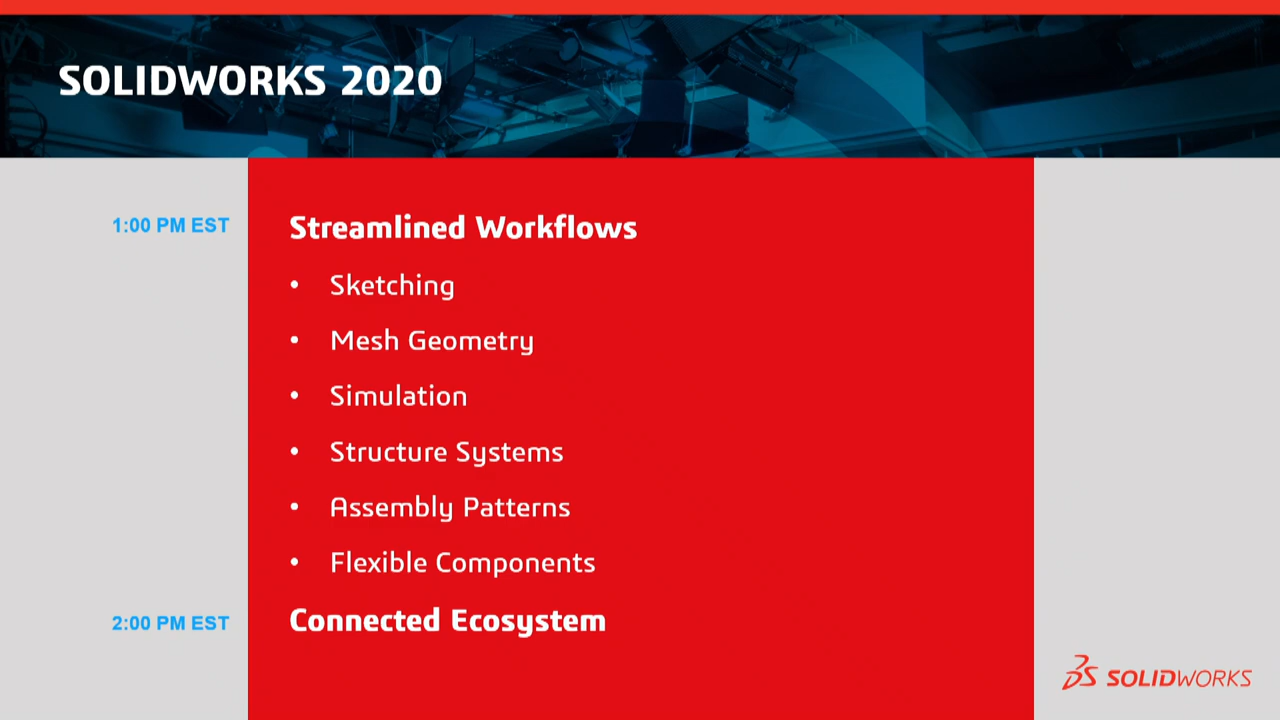 SOLIDWORKS 2020
1:00 PM EST
Streamlined Workflows
• Sketching
• Mesh Geometry
• Simulation
• Structure Systems
• Assembly Patterns
• Flexible Components
2:00 PM EST
Connected Ecosystem
SOLIDWORKS